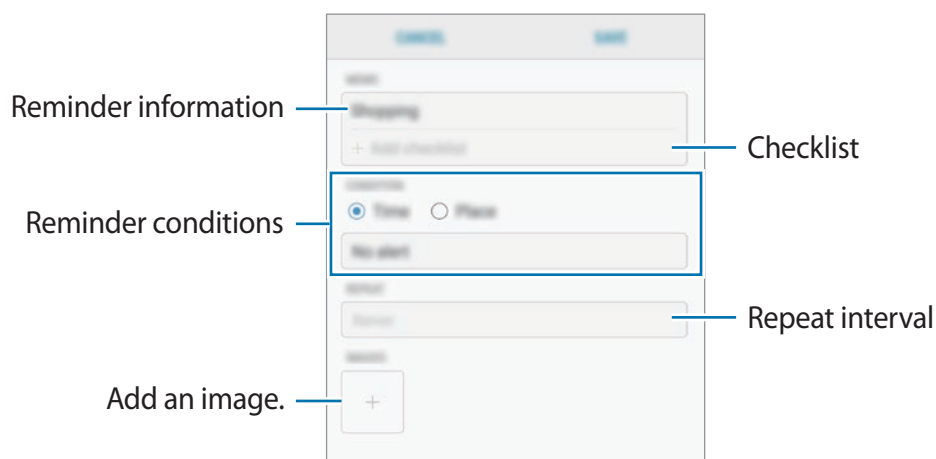 CANCEL SAVE
Reminder information
Shopping
+ Add checklist
Checklist
CONDITION
Time Place
Reminder conditions
No alert
REPEAT
Never
Repeat interval
IMAGES
Add an image.
+